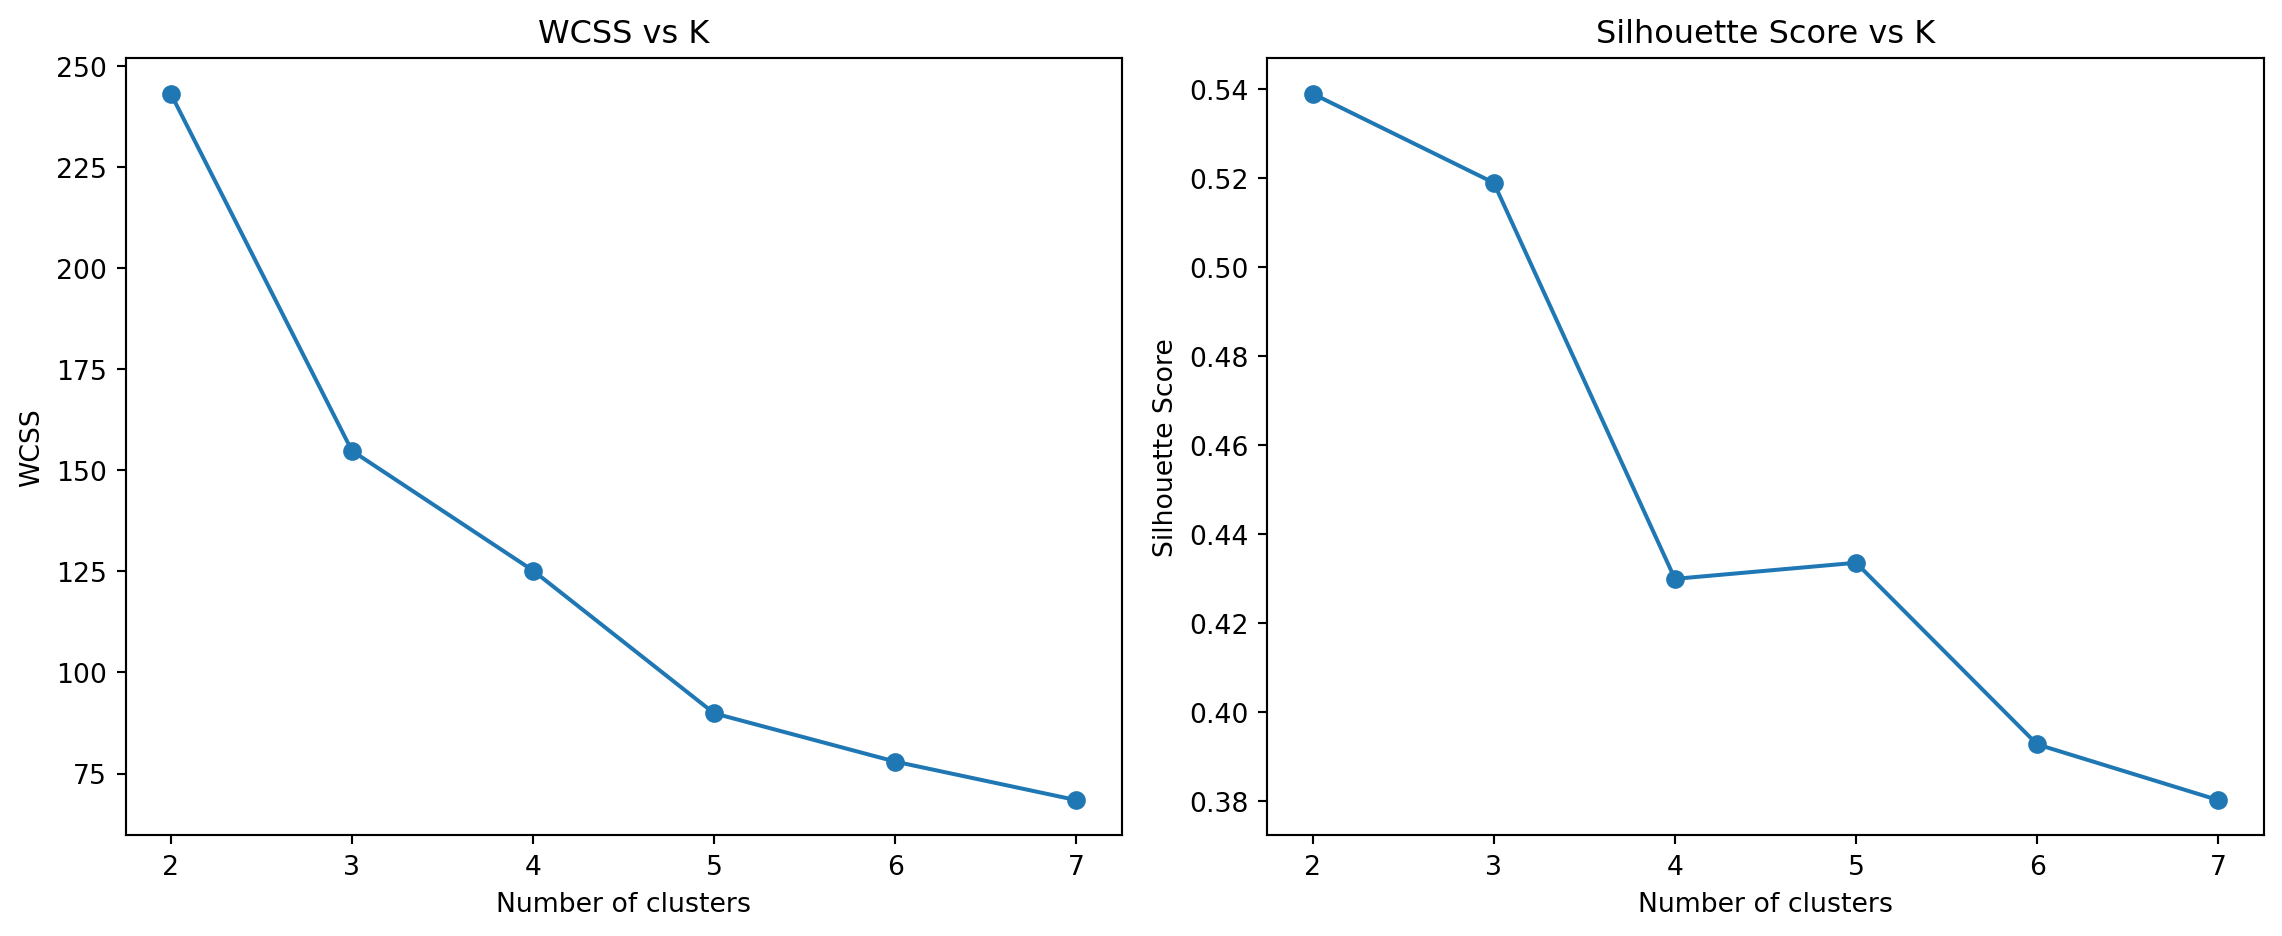 WCSS vs K
250
225
200
175
150
125
100
75
WCSS
2 3 4 5 6 7
Number of clusters
Silhouette Score vs K
0.54
0.52
0.50
0.48
0.46
0.44
0.42
0.40
0.38
Silhouette Score
2 3 4 5 6 7
Number of clusters